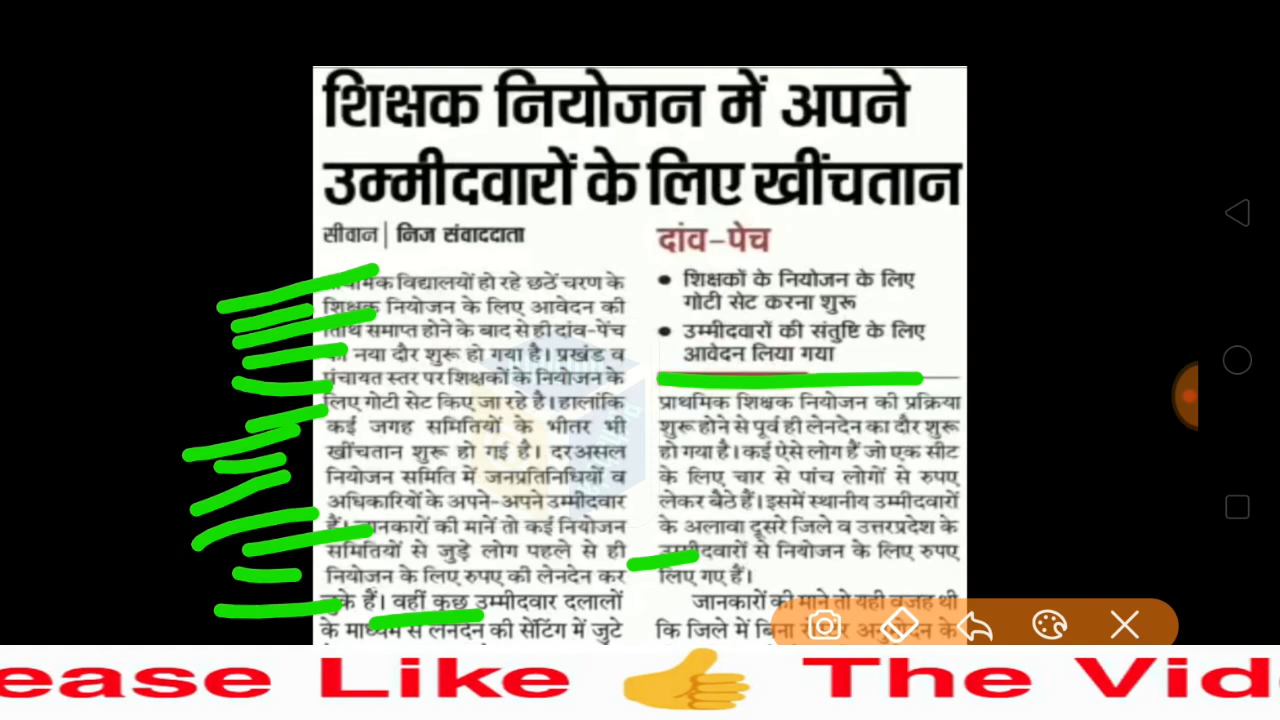 शिक्षक नियोजन में अपने
उम्मीदवारों के लिए खींचतान
सीवान | निज संवाददाता
विद्यालयों हो रहे छठें चरण के
शिक्षक नियोजन के लिए आवेदन की
तिथि समाप्त होने के बाद से ही दांव-पेंच
नया दौर शुरू हो गया है। प्रखंड व
पंचायत स्तर पर शिक्षकों के नियोजन के
लिए गोटी सेट किए जा रहे है। हालांकि
कई जगह समितियों के भीतर भी
खींचतान शुरू हो गई है। दरअसल
नियोजन समिति में जनप्रतिनिधियों व
अधिकारियों के अपने-अपने उम्मीदवार
हैं। जानकारों की मानें तो कई नियोजन
समितियों से जुड़े लोग पहले से ही
नियोजन के लिए रुपए की लेनदेन कर
चुके हैं। वहीं कुछ उम्मीदवार दलालों
के माध्यम से लेनदेन की सेटिंग में जुटे
दांव-पेच
● शिक्षकों के नियोजन के लिए
गोटी सेट करना शुरू
● उम्मीदवारों की संतुष्टि के लिए
आवेदन लिया गया
प्राथमिक शिक्षक नियोजन की प्रक्रिया
शुरू होने से पूर्व ही लेनदेन का दौर शुरू
हो गया है। कई ऐसे लोग हैं जो एक सीट
के लिए चार से पांच लोगों से रुपए
लेकर बैठे हैं। इसमें स्थानीय उम्मीदवारों
के अलावा दूसरे जिले व उत्तरप्रदेश के
उम्मीदवारों से नियोजन के लिए रुपए
लिए गए हैं।
जानकारों की माने तो यही वजह थी
कि जिले में बिना के
ease Like 👍 The Vid